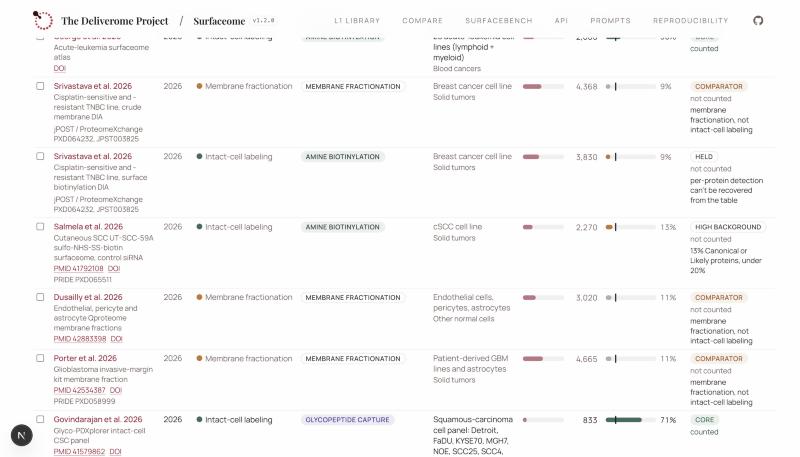 The Deliverome Project / Surfaceome v1.2.0 L1 LIBRARY COMPARE SURFACEBENCH API PROMPTS REPRODUCIBILITY
Acute-leukemia surfaceome
atlas
DOI
lines (lymphoid +
myeloid)
Blood cancers
counted
Srivastava et al. 2026
Cisplatin-sensitive and -
resistant TNBC line, crude
membrane DIA
jPOST / ProteomeXchange
PXD064232, JPST003825
2026
Membrane fractionation
MEMBRANE FRACTIONATION
Breast cancer cell line
Solid tumors
4,368
9%
COMPARATOR
not counted
membrane
fractionation, not
intact-cell labeling
Srivastava et al. 2026
Cisplatin-sensitive and -
resistant TNBC line, surface
biotinylation DIA
jPOST / ProteomeXchange
PXD064232, JPST003825
2026
Intact-cell labeling
AMINE BIOTINYLATION
Breast cancer cell line
Solid tumors
3,830
9%
HELD
not counted
per-protein detection
can't be recovered
from the table
Salmela et al. 2026
Cutaneous SCC UT-SCC-59A
sulfo-NHS-SS-biotin
surfaceome, control siRNA
PMID 41792108 DOI
PRIDE PXD065511
2026
Intact-cell labeling
AMINE BIOTINYLATION
cSCC cell line
Solid tumors
2,270
13%
HIGH BACKGROUND
not counted
13% Canonical or
Likely proteins, under
20%
Dusailly et al. 2026
Endothelial, pericyte and
astrocyte Qproteome
membrane fractions
PMID 42883398 DOI
2026
Membrane fractionation
MEMBRANE FRACTIONATION
Endothelial cells,
pericytes, astrocytes
Other normal cells
3,020
11%
COMPARATOR
not counted
membrane
fractionation, not
intact-cell labeling
Porter et al. 2026
Glioblastoma invasive-margin
kit membrane fraction
PMID 42534387 DOI
PRIDE PXD058999
2026
Membrane fractionation
MEMBRANE FRACTIONATION
Patient-derived GBM
lines and astrocytes
Solid tumors
4,665
11%
COMPARATOR
not counted
membrane
fractionation, not
intact-cell labeling
Govindarajan et al. 2026
Glyco-PDXplorer intact-cell
CSC panel
PMID 41579862 DOI
2026
Intact-cell labeling
GLYCOPEPTIDE CAPTURE
Squamous-carcinoma
cell panel: Detroit,
FaDU, KYSE70, MGH7,
NOE, SCC25, SCC4,
833
71%
CORE
counted
N